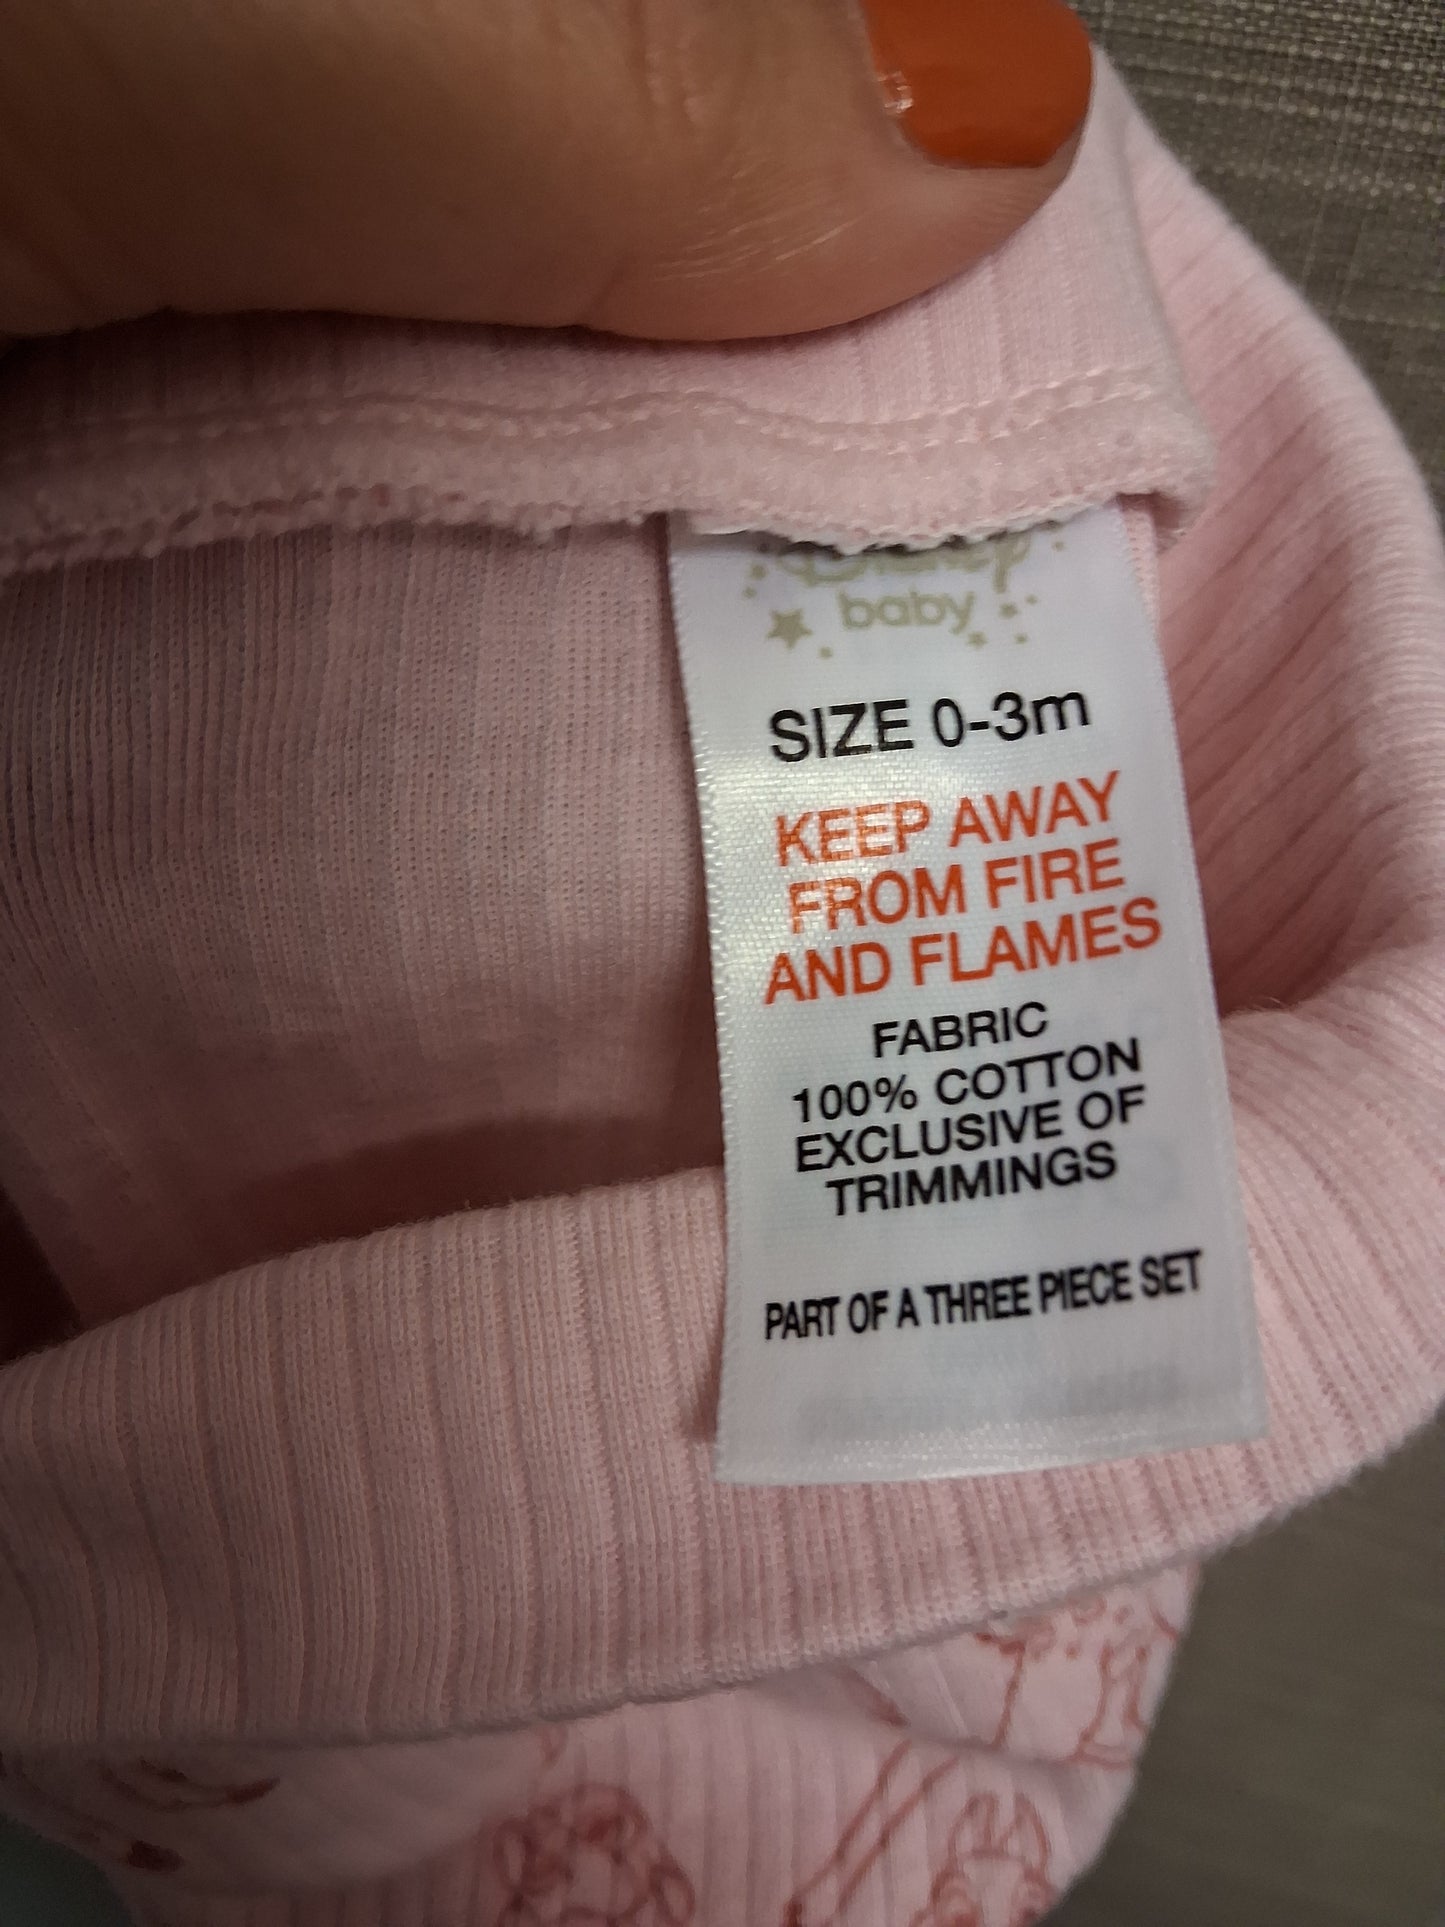 Disney
baby
SIZE 0-3m
KEEP AWAY
FROM FIRE
AND FLAMES
FABRIC
100% COTTON
EXCLUSIVE OF
TRIMMINGS
PART OF A THREE PIECE SET